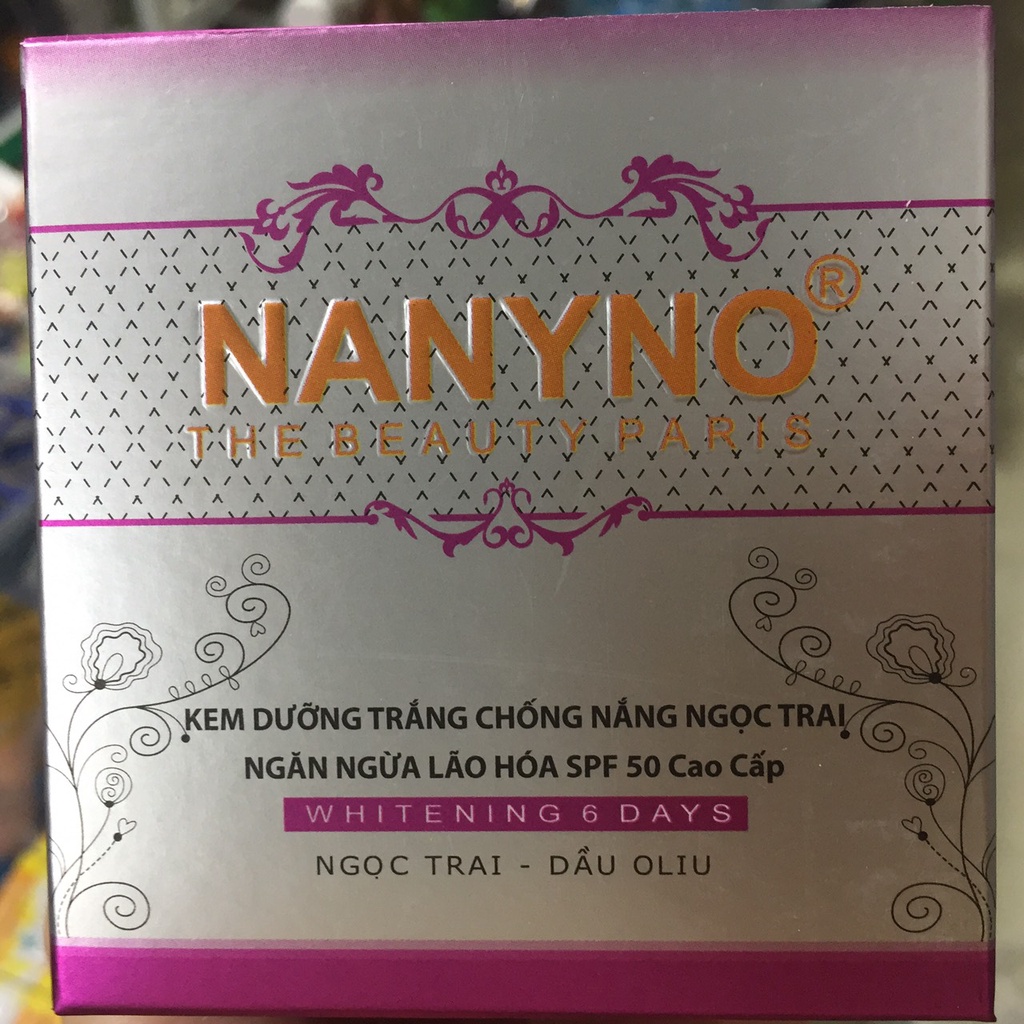 NANYNO®
THE BEAUTY PARIS
KEM DƯỠNG TRẮNG CHỐNG NẮNG NGỌC TRAI
NGĂN NGỪA LÃO HÓA SPF 50 Cao Cấp
WHITENING 6 DAYS
NGỌC TRAI - DẦU OLIU